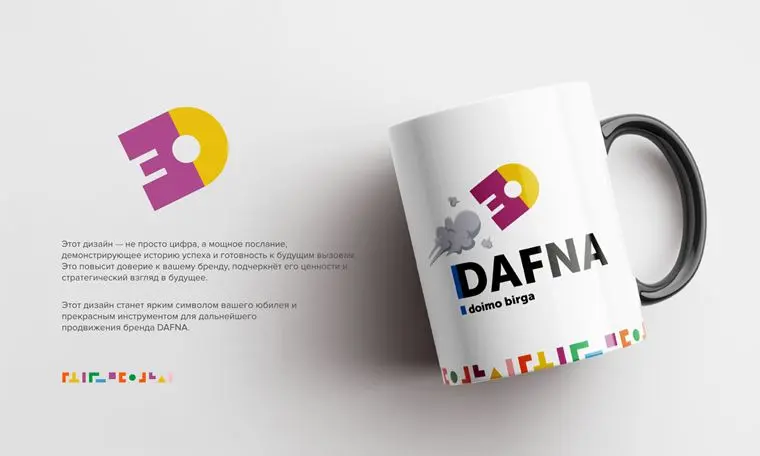 Этот дизайн — не просто цифра, а мощное послание,
демонстрирующее историю успеха и готовность к будущим вызовам.
Это повысит доверие к вашему бренду, подчеркнёт его ценности и
стратегический взгляд в будущее.
Этот дизайн станет ярким символом вашего юбилея и
прекрасным инструментом для дальнейшего
продвижения бренда DAFNA.
DAFNA
doimo birga